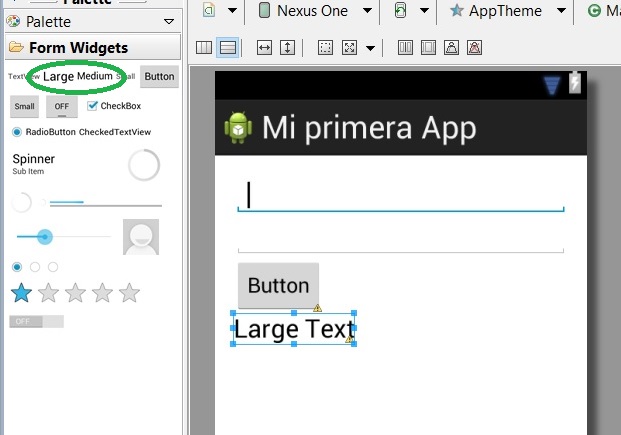 Palette
Palette
Nexus One
AppTheme
Form Widgets
TextView Large Medium Small Button
Small OFF CheckBox
RadioButton CheckedTextView
Spinner
Sub Item
OFF
Mi primera App
Button
Large Text